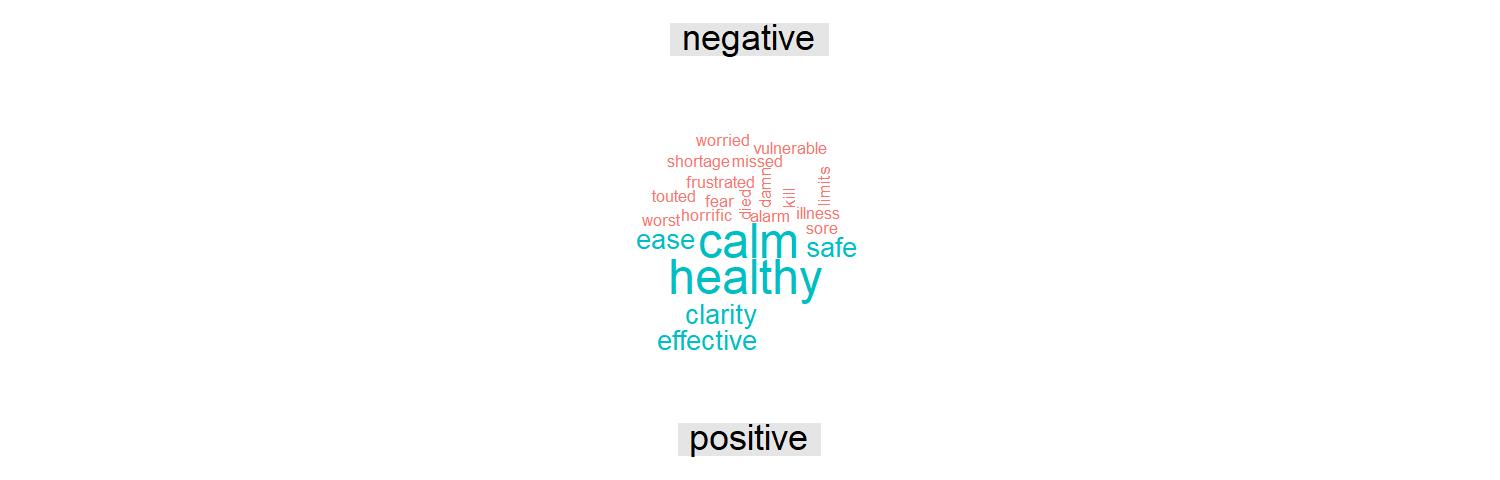 negative
worried
vulnerable
shortage missed
frustrated
damn
kill
limits
touted
fear
died
worst horrific
alarm
illness
sore
ease calm safe
healthy
clarity
effective
positive